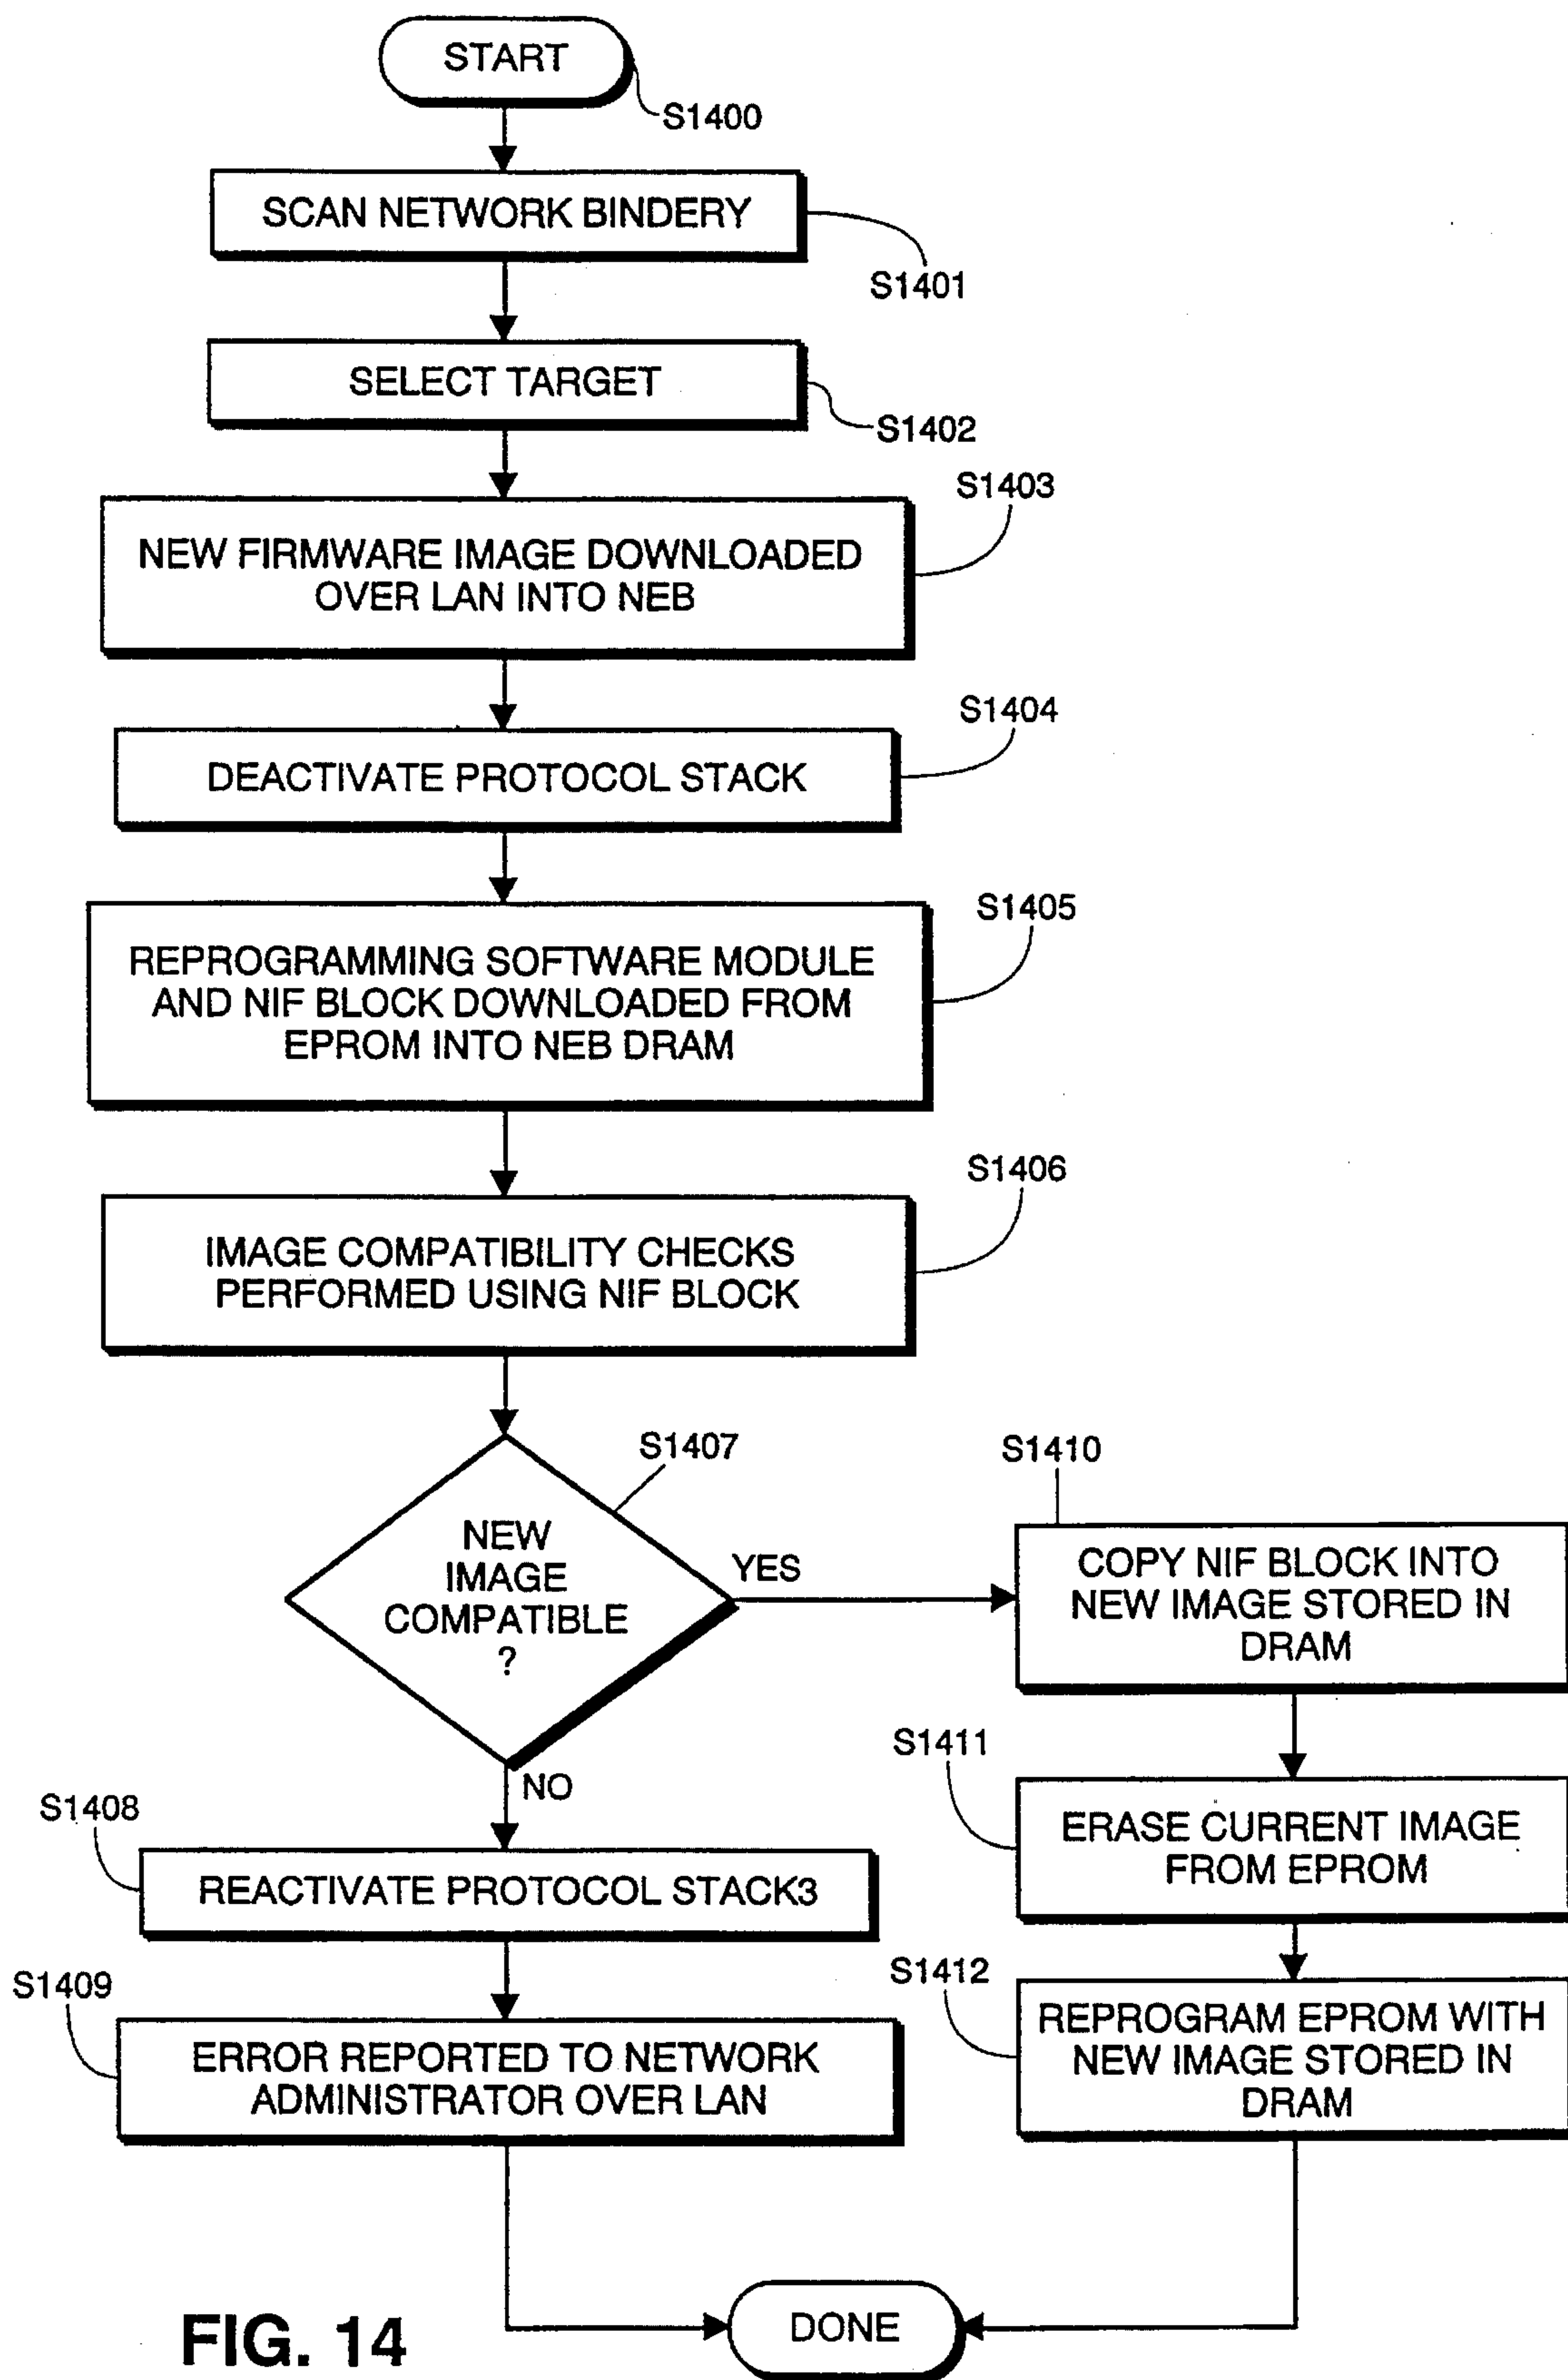 START
S1400
SCAN NETWORK BINDERY
S1401
SELECT TARGET
S1402
S1403
NEW FIRMWARE IMAGE DOWNLOADED
OVER LAN INTO NEB
S1404
DEACTIVATE PROTOCOL STACK
S1405
REPROGRAMMING SOFTWARE MODULE
AND NIF BLOCK DOWNLOADED FROM
EPROM INTO NEB DRAM
S1406
IMAGE COMPATIBILITY CHECKS
PERFORMED USING NIF BLOCK
S1407
NEW
IMAGE
COMPATIBLE
?
YES
NO
S1410
COPY NIF BLOCK INTO
NEW IMAGE STORED IN
DRAM
S1411
ERASE CURRENT IMAGE
FROM EPROM
S1408
REACTIVATE PROTOCOL STACK3
S1412
REPROGRAM EPROM WITH
NEW IMAGE STORED IN
DRAM
S1409
ERROR REPORTED TO NETWORK
ADMINISTRATOR OVER LAN
DONE
FIG. 14